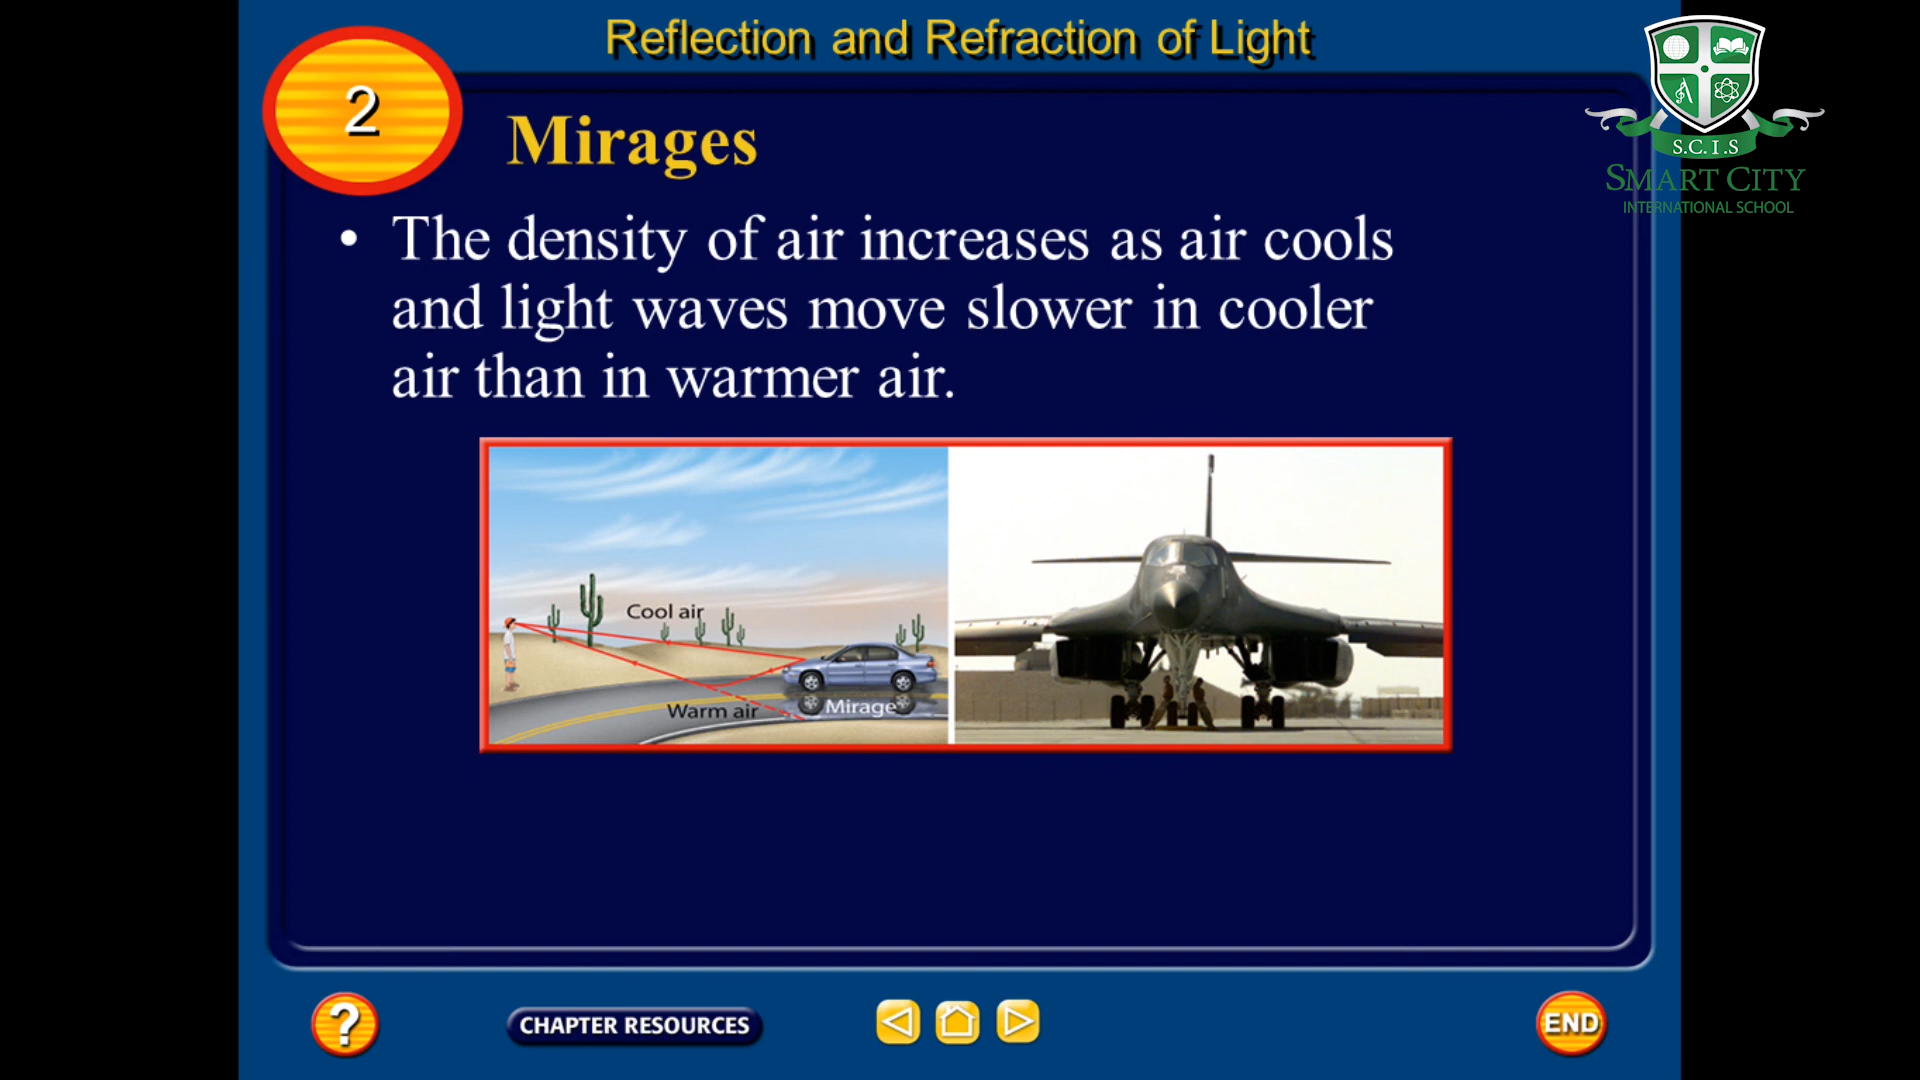 Reflection and Refraction of Light
2
Mirages
S.C.I.S
SMART CITY
INTERNATIONAL SCHOOL
• The density of air increases as air cools
and light waves move slower in cooler
air than in warmer air.
Cool air
Warm air
Mirage
?
CHAPTER RESOURCES
END